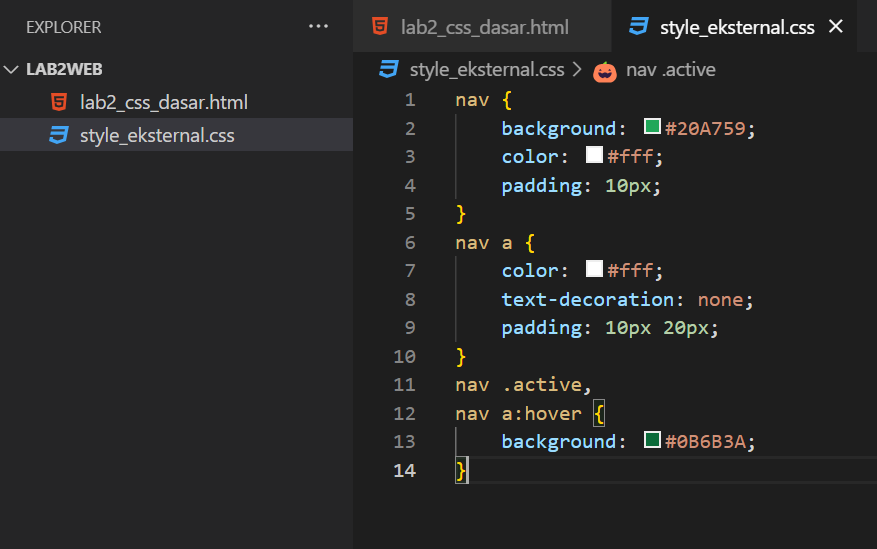 EXPLORER ...
LAB2WEB
lab2_css_dasar.html
style_eksternal.css
lab2_css_dasar.html style_eksternal.css
style_eksternal.css > nav .active
1 nav {
2 background: #20A759;
3 color: #fff;
4 padding: 10px;
5 }
6 nav a {
7 color: #fff;
8 text-decoration: none;
9 padding: 10px 20px;
10 }
11 nav .active,
12 nav a:hover {
13 background: #0B6B3A;
14 }